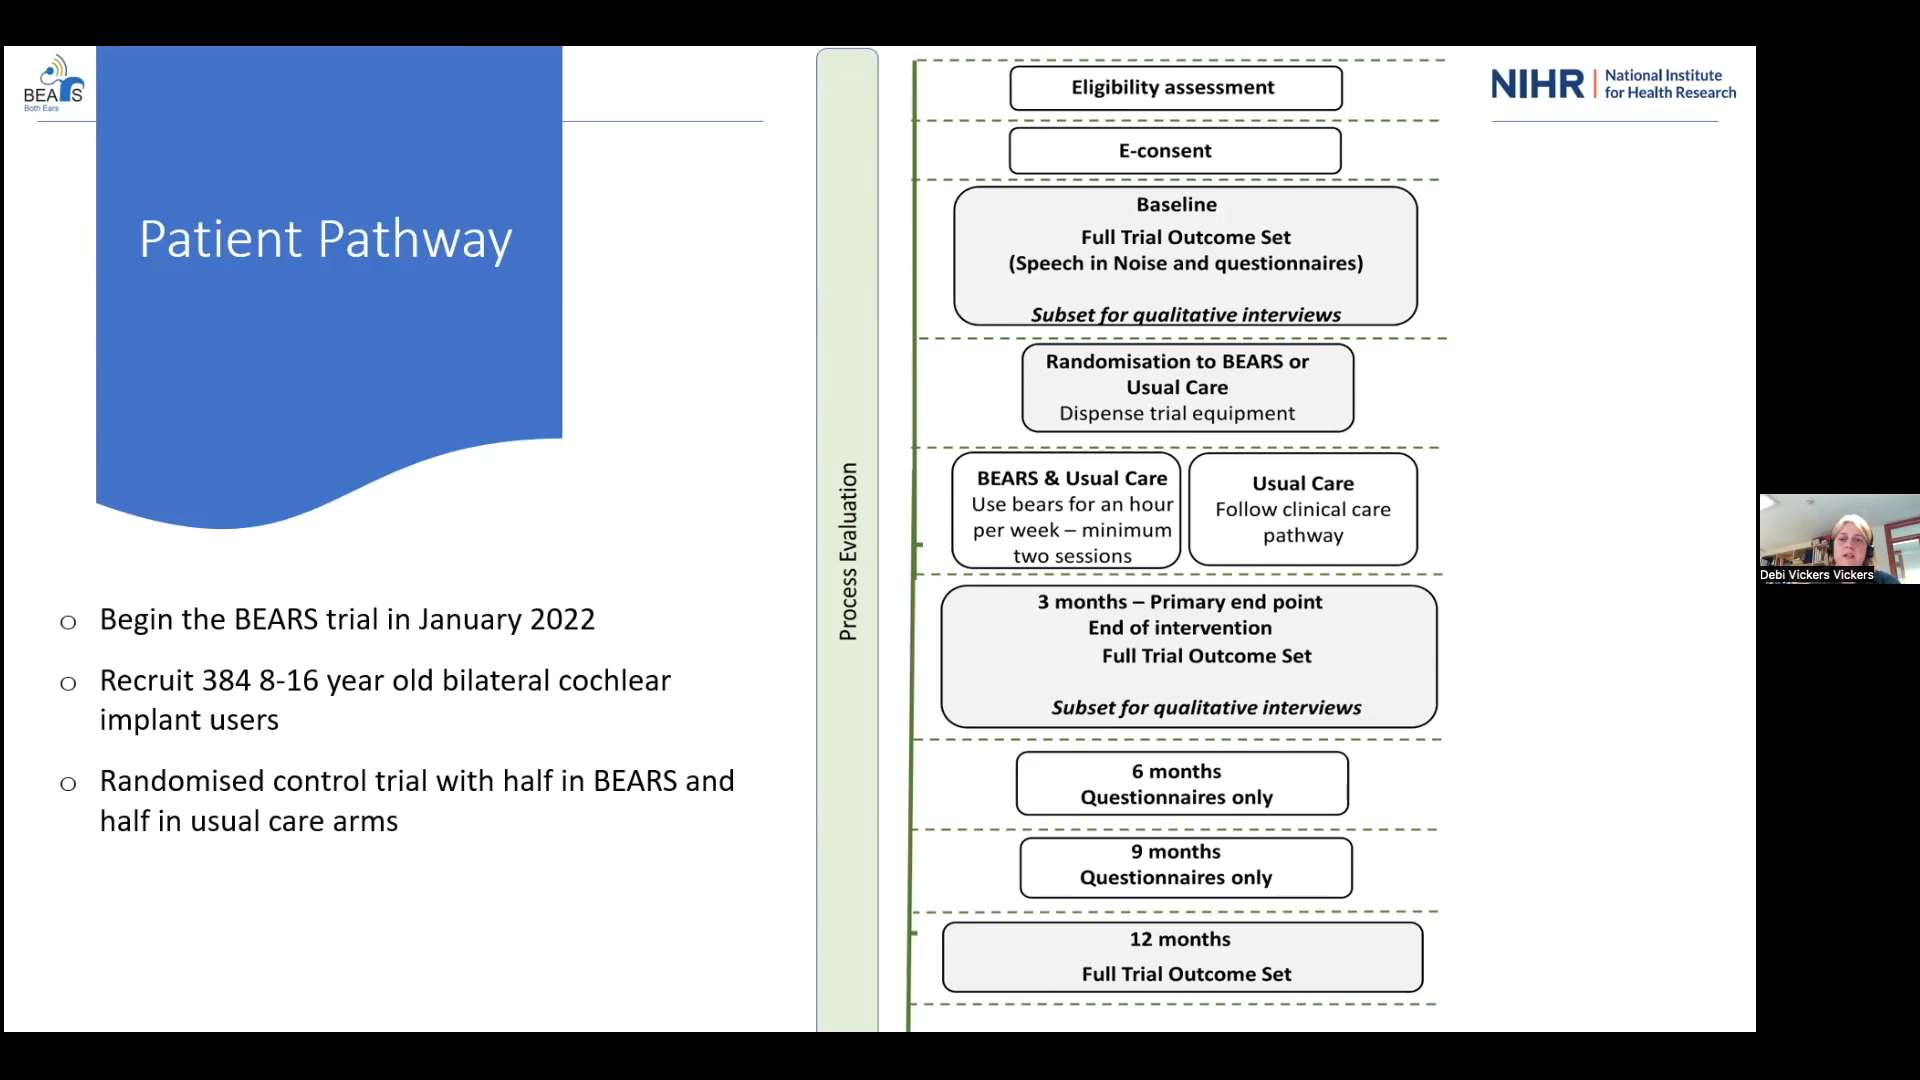 BEARS
Both Ears
Patient Pathway
NIHR | National Institute
for Health Research
Begin the BEARS trial in January 2022
Recruit 384 8-16 year old bilateral cochlear
implant users
Randomised control trial with half in BEARS and
half in usual care arms
Process Evaluation
Eligibility assessment
E-consent
Baseline
Full Trial Outcome Set
(Speech in Noise and questionnaires)
Subset for qualitative interviews
Randomisation to BEARS or
Usual Care
Dispense trial equipment
BEARS & Usual Care
Use bears for an hour
per week – minimum
two sessions
Usual Care
Follow clinical care
pathway
3 months – Primary end point
End of intervention
Full Trial Outcome Set
Subset for qualitative interviews
6 months
Questionnaires only
9 months
Questionnaires only
12 months
Full Trial Outcome Set
Debi Vickers Vickers